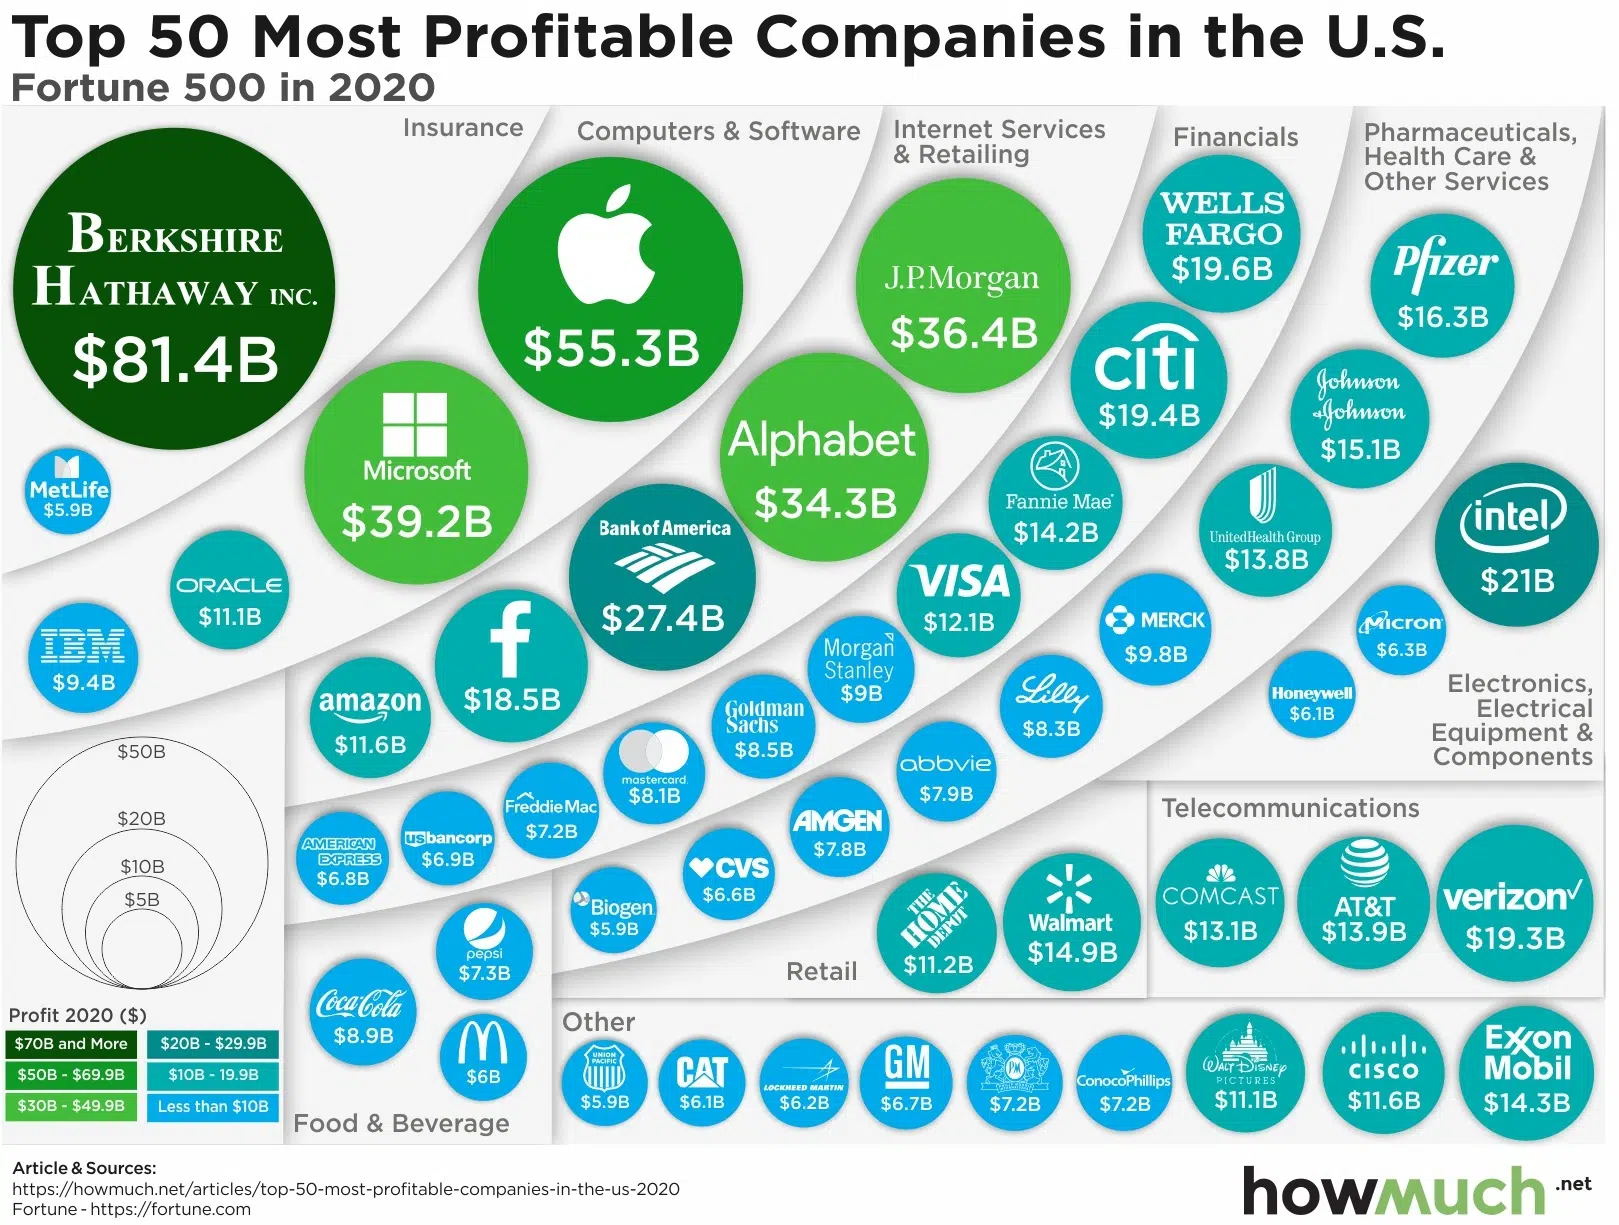 Top 50 Most Profitable Companies in the U.S.
Fortune 500 in 2020
Insurance
BERKSHIRE
HATHAWAY INC.
$81.4B
MetLife
$5.9B
Computers & Software
$55.3B
Microsoft
$39.2B
ORACLE
$11.1B
IBM
$9.4B
Internet Services
& Retailing
J.P.Morgan
$36.4B
Alphabet
$34.3B
Bank of America
$27.4B
f
$18.5B
amazon
$11.6B
Financials
WELLS
FARGO
$19.6B
citi
$19.4B
Fannie Mae
$14.2B
VISA
$12.1B
Morgan
Stanley
$9B
Goldman
Sachs
$8.5B
mastercard
$8.1B
Freddie Mac
$7.2B
usbancorp
$6.9B
AMERICAN
EXPRESS
$6.8B
Pharmaceuticals,
Health Care &
Other Services
Pfizer
$16.3B
Johnson
&Johnson
$15.1B
UnitedHealth Group
$13.8B
MERCK
$9.8B
Lilly
$8.3B
abbvie
$7.9B
AMGEN
$7.8B
CVS
$6.6B
Biogen
$5.9B
intel
$21B
Micron
$6.3B
Honeywell
$6.1B
Electronics,
Electrical
Equipment &
Components
Telecommunications
COMCAST
$13.1B
AT&T
$13.9B
verizon
$19.3B
THE
HOME
DEPOT
$11.2B
Walmart
$14.9B
Retail
pepsi
$7.3B
Coca-Cola
$8.9B
M
$6B
Food & Beverage
Other
UNION
PACIFIC
$5.9B
CAT
$6.1B
LOCKHEED MARTIN
$6.2B
GM
$6.7B
PM
$7.2B
ConocoPhillips
$7.2B
WALT DISNEY
PICTURES
$11.1B
CISCO
$11.6B
Exxon
Mobil
$14.3B
$50B
$20B
$10B
$5B
Profit 2020 ($)
$70B and More
$20B - $29.9B
$50B - $69.9B
$10B - 19.9B
$30B - $49.9B
Less than $10B
Article & Sources:
https://howmuch.net/articles/top-50-most-profitable-companies-in-the-us-2020
Fortune - https://fortune.com
howmuch.net